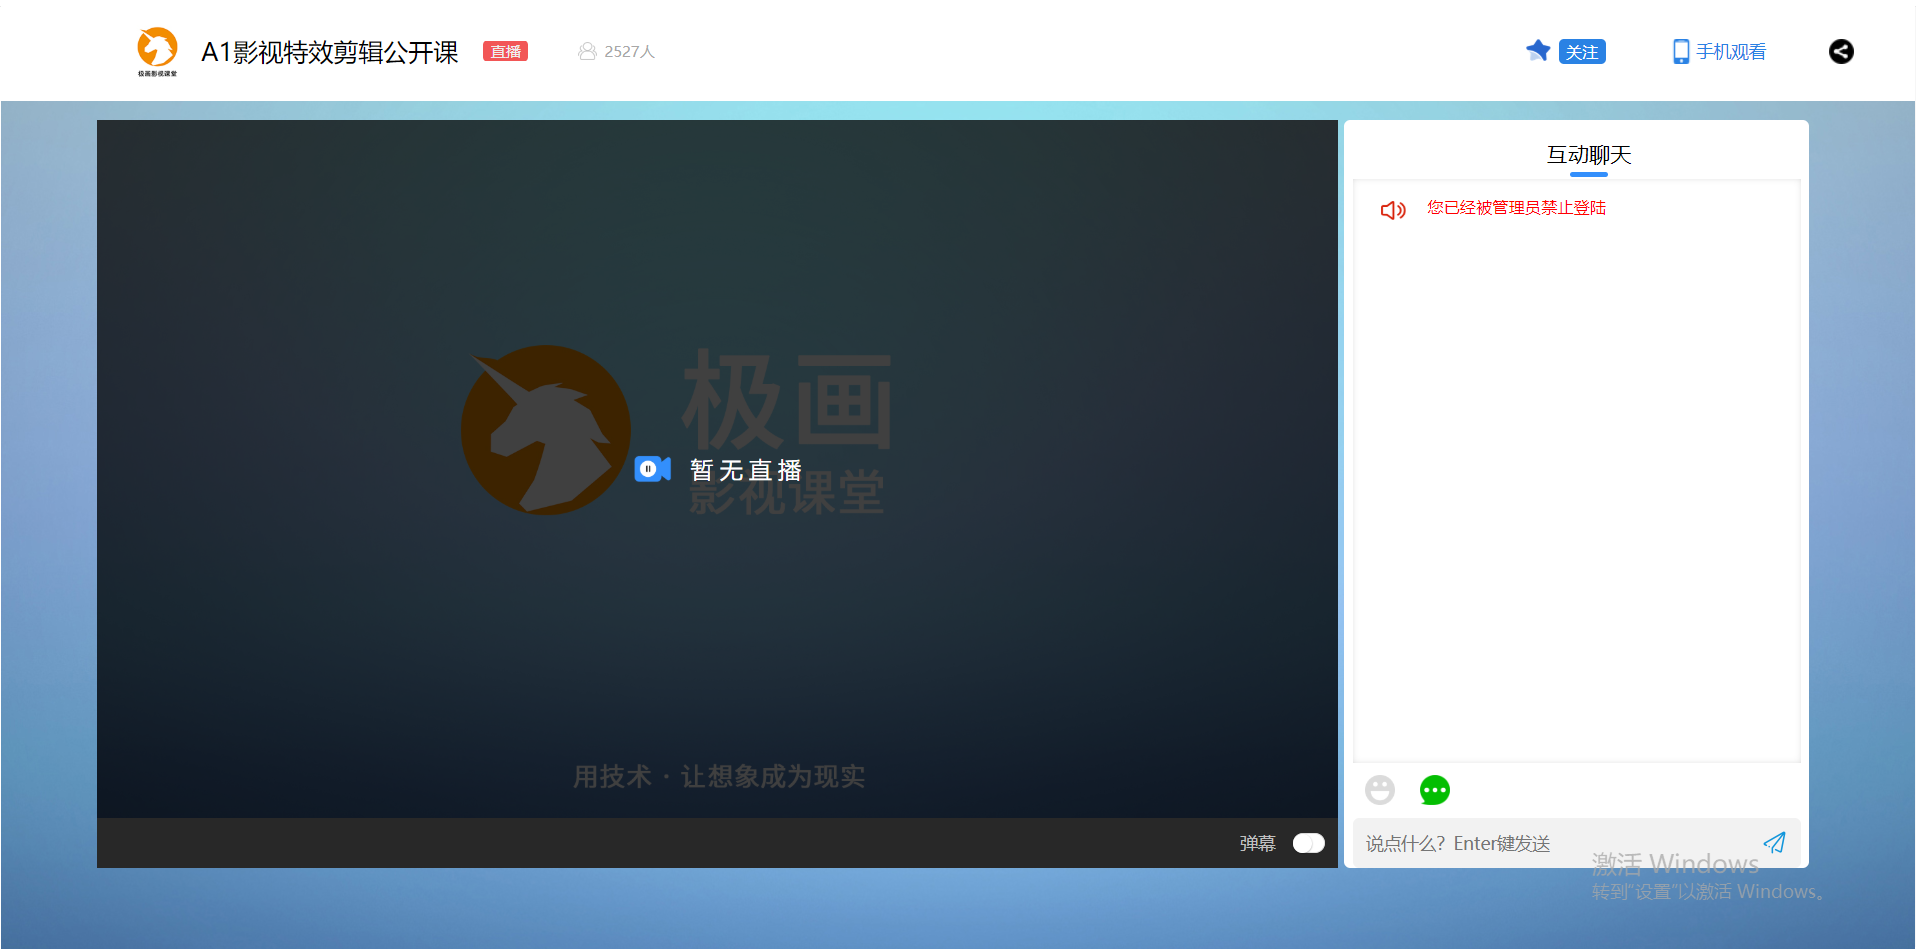 极画影视课堂
A1影视特效剪辑公开课
直播
2527人
关注
手机观看
极画
影视课堂
暂无直播
用技术·让想象成为现实
弹幕
互动聊天
您已经被管理员禁止登陆
说点什么？Enter键发送
激活 Windows
转到"设置"以激活 Windows。